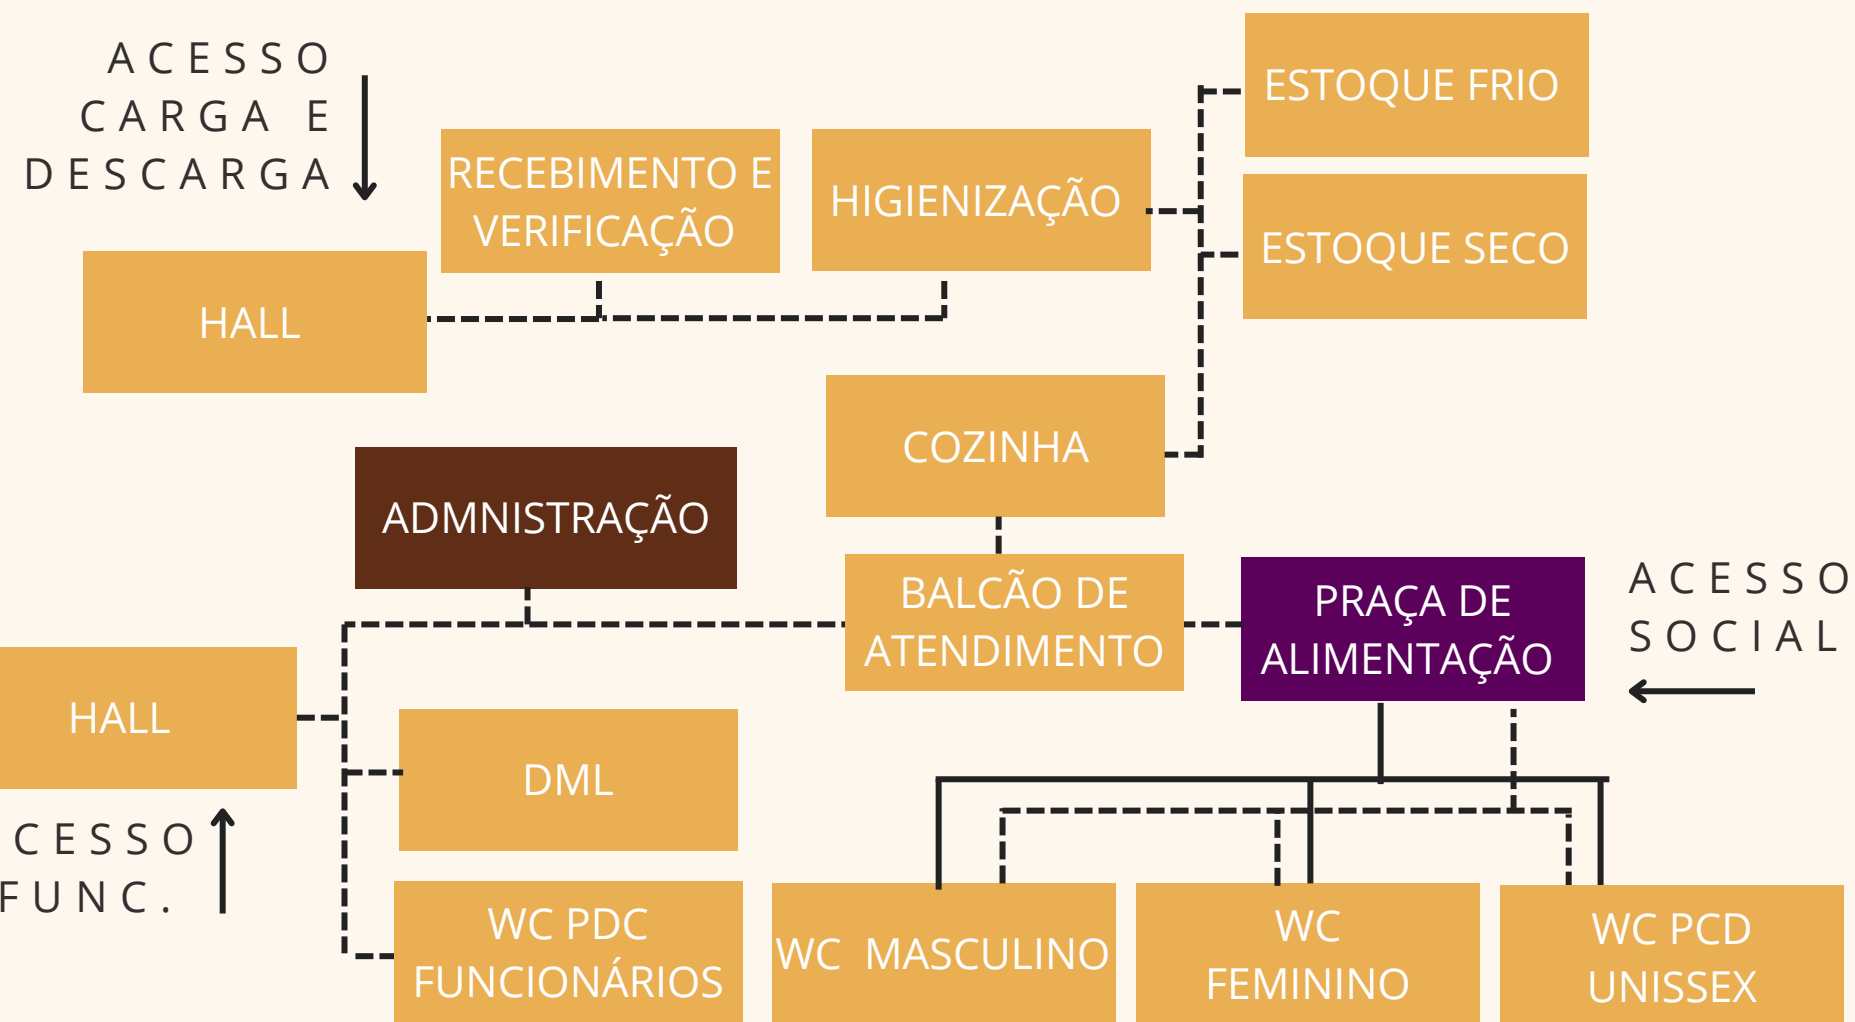 ACESSO
CARGA E
DESCARGA
ESTOQUE FRIO
RECEBIMENTO E
VERIFICAÇÃO
HIGIENIZAÇÃO
ESTOQUE SECO
HALL
COZINHA
ADMNISTRAÇÃO
BALCÃO DE
ATENDIMENTO
PRAÇA DE
ALIMENTAÇÃO
ACESSO
SOCIAL
HALL
DML
CESSO
FUNC.
WC PDC
FUNCIONÁRIOS
WC MASCULINO
WC
FEMININO
WC PCD
UNISSEX